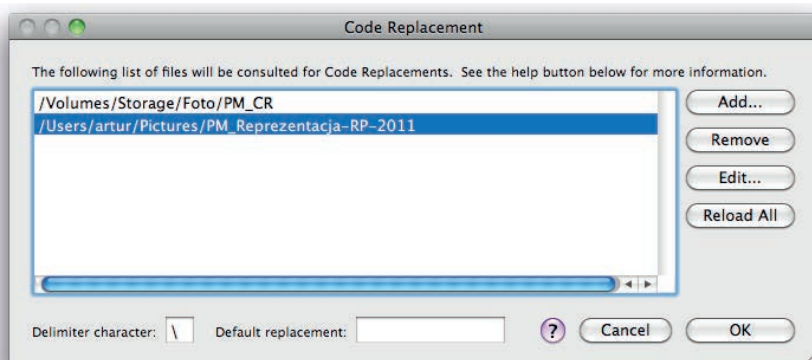 Code Replacement
The following list of files will be consulted for Code Replacements. See the help button below for more information.
/Volumes/Storage/Foto/PM_CR
/Users/artur/Pictures/PM_Reprezentacja-RP-2011
Add...
Remove
Edit...
Reload All
Delimiter character: \ Default replacement: ? Cancel OK